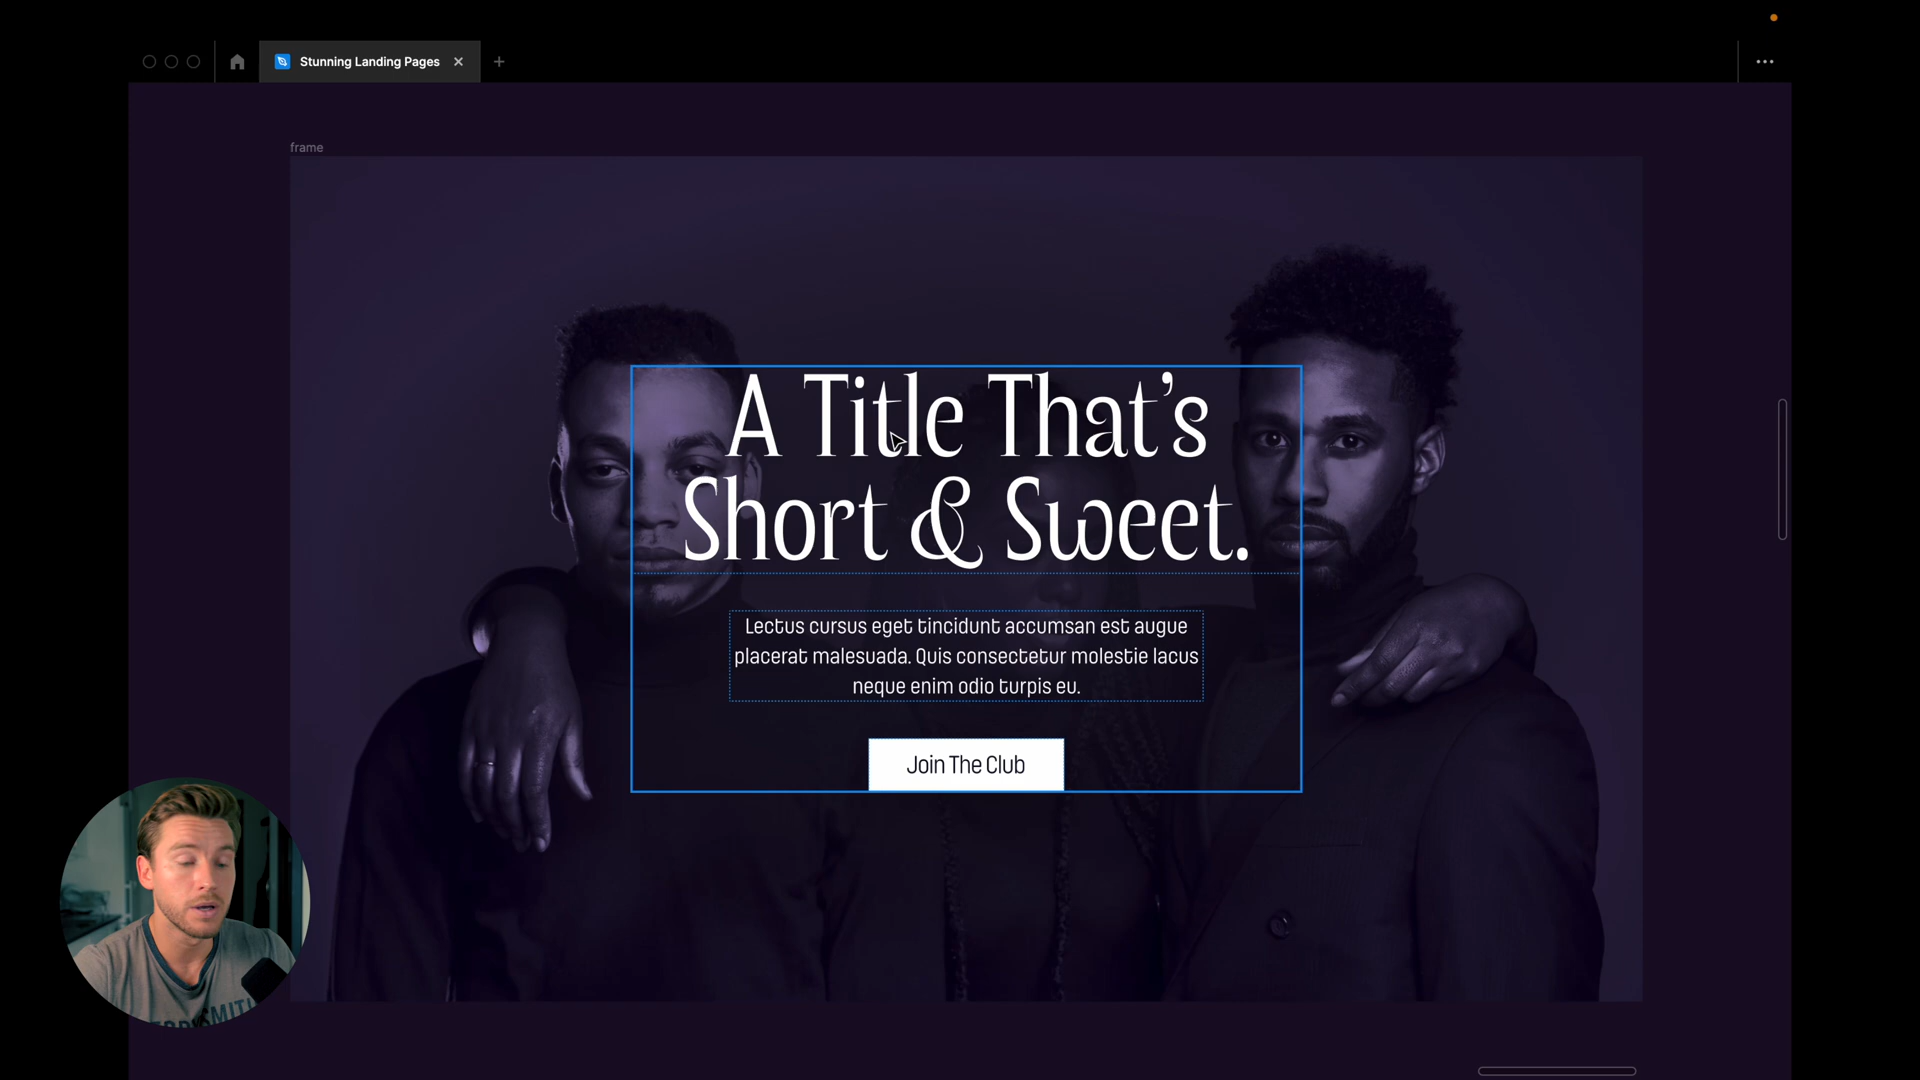 Stunning Landing Pages
frame
A Title That’s
Short & Sweet.
Lectus cursus eget tincidunt accumsan est augue
placerat malesuada. Quis consectetur molestie lacus
neque enim odio turpis eu.
Join The Club